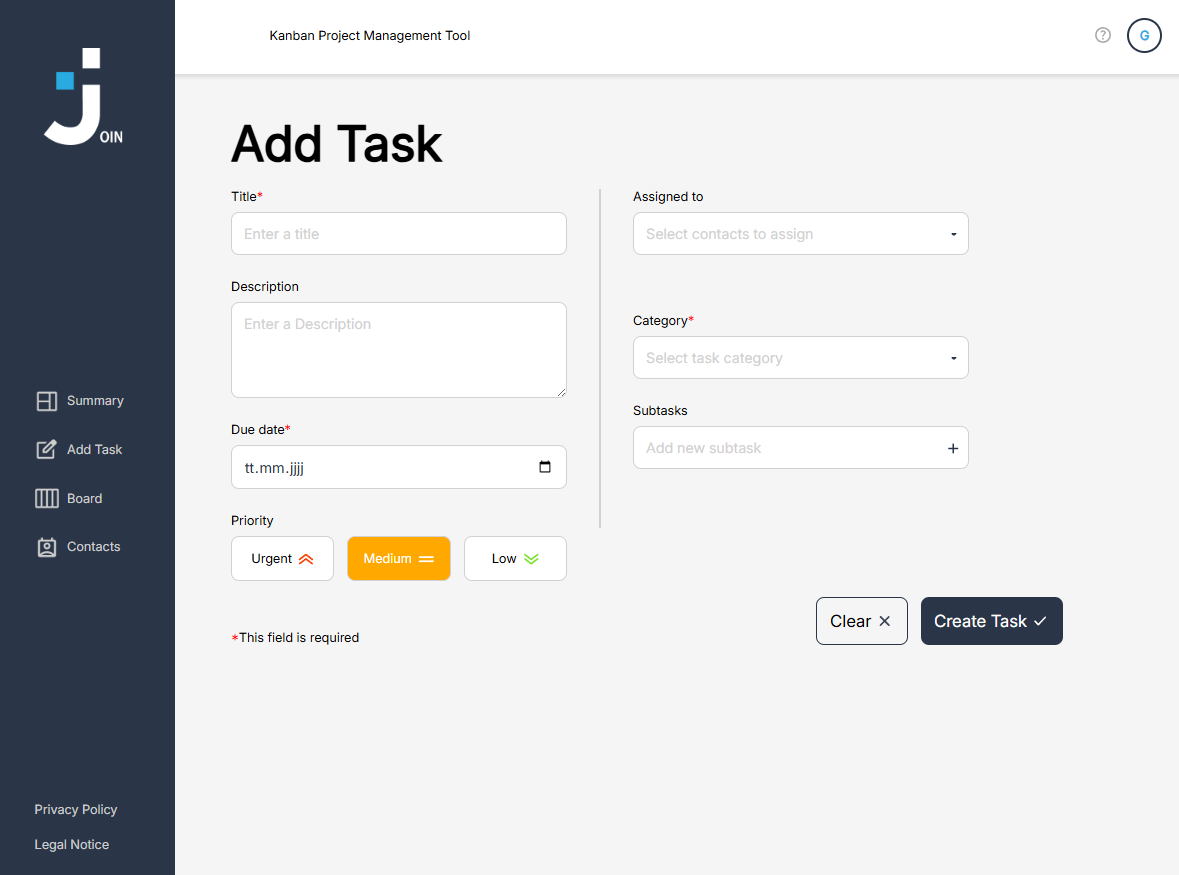 Kanban Project Management Tool
?
G
JOIN
Summary
Add Task
Board
Contacts
Privacy Policy
Legal Notice
Add Task
Title*
Enter a title
Description
Enter a Description
Due date*
tt.mm.jjjj
Priority
Urgent
Medium
Low
*This field is required
Assigned to
Select contacts to assign
Category*
Select task category
Subtasks
Add new subtask
Clear
Create Task